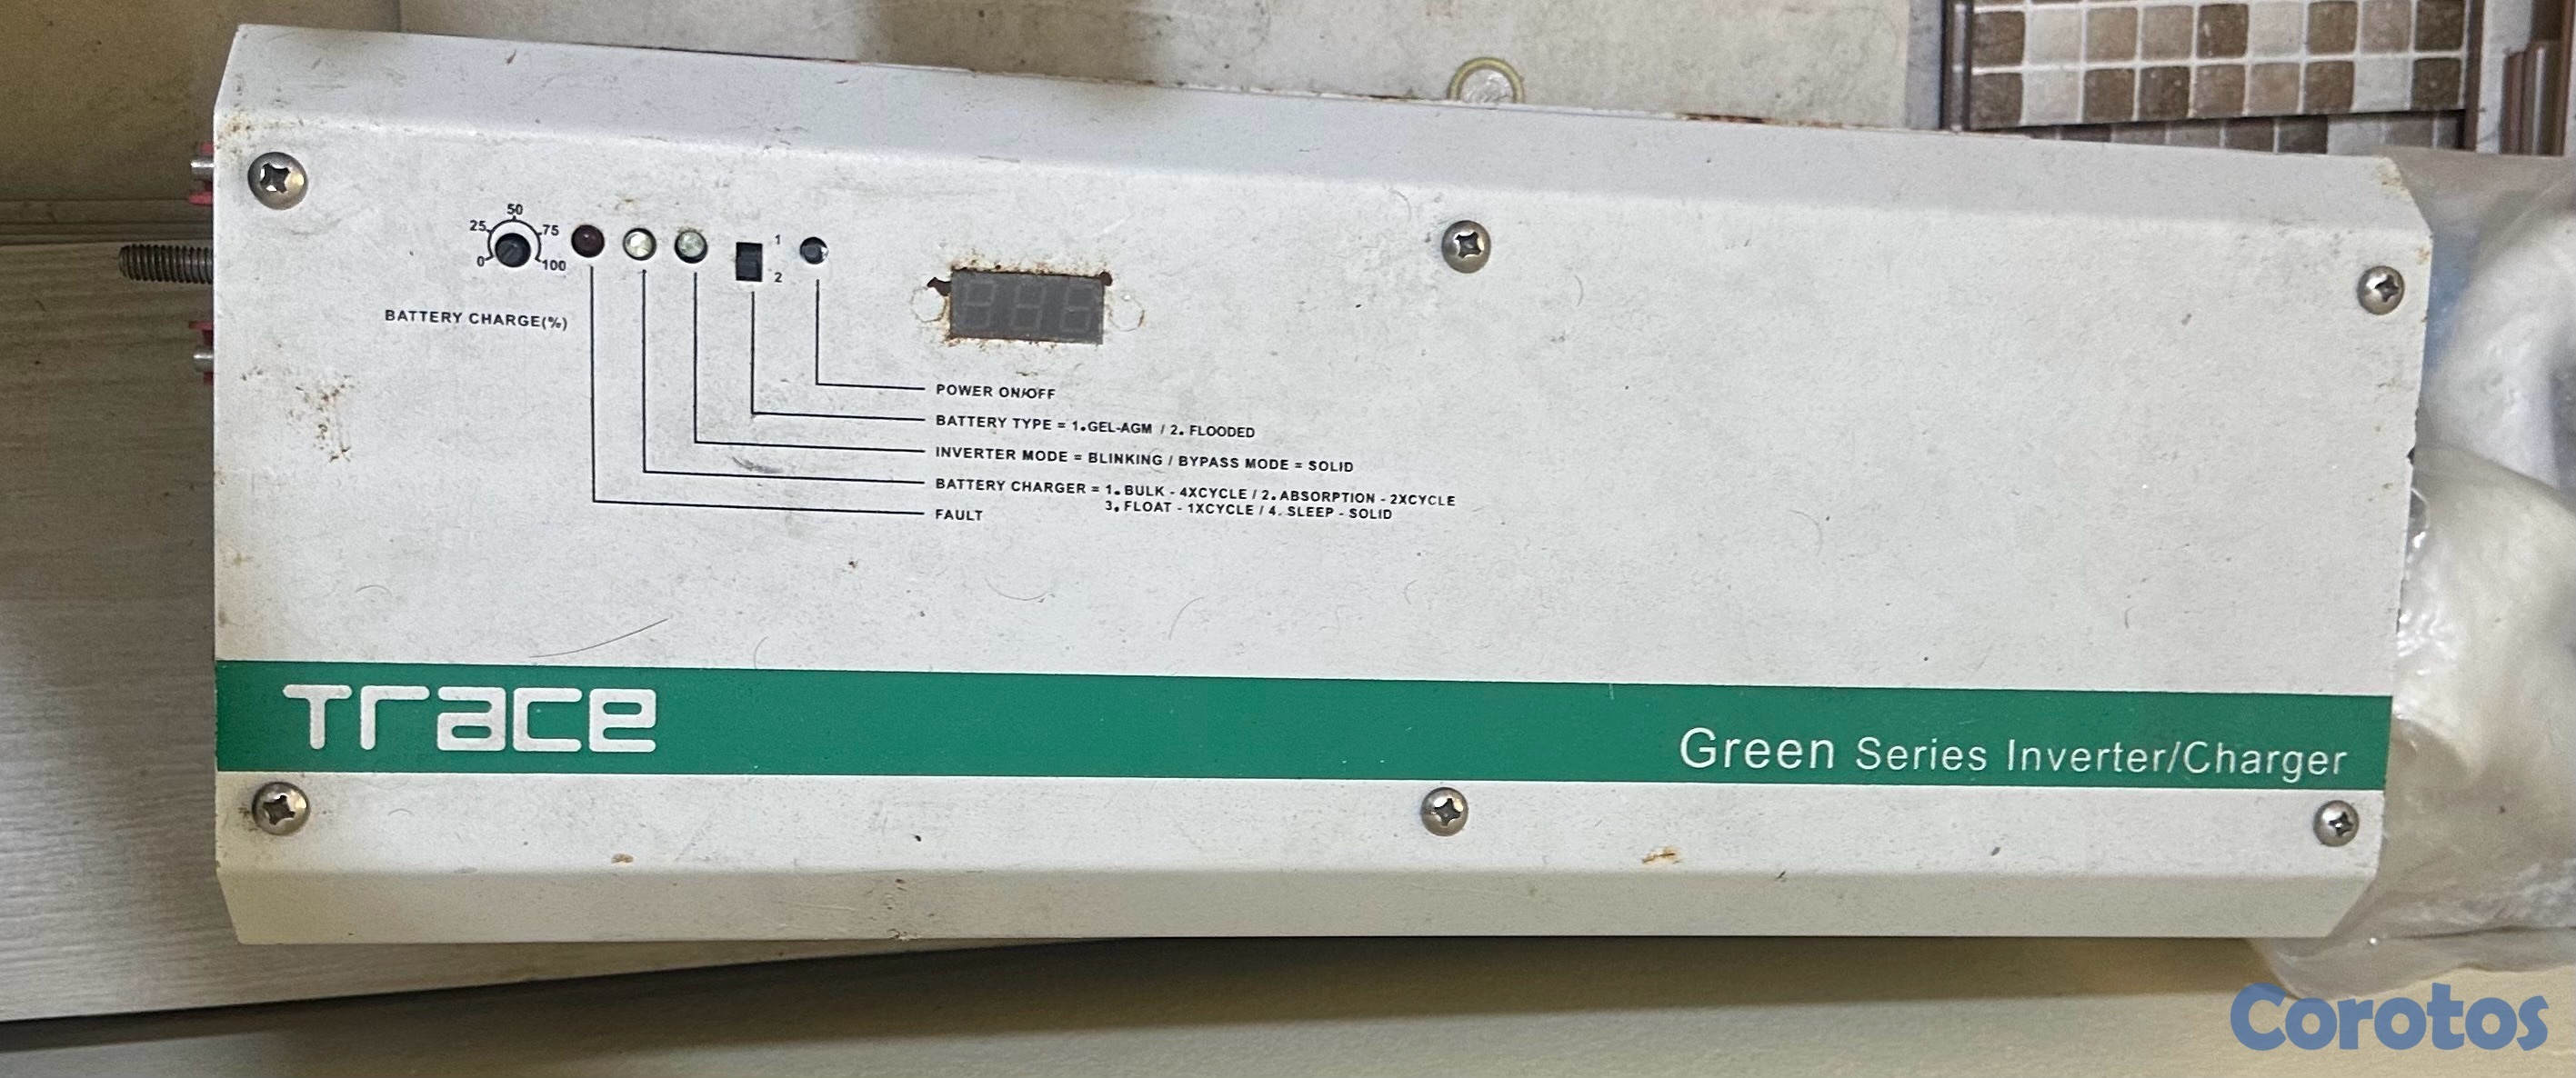 50
25 75
0 100
1
2
BATTERY CHARGE(%)
POWER ON/OFF
BATTERY TYPE = 1.GEL-AGM / 2. FLOODED
INVERTER MODE = BLINKING / BYPASS MODE = SOLID
BATTERY CHARGER = 1. BULK - 4XCYCLE / 2. ABSORPTION - 2XCYCLE
3. FLOAT - 1XCYCLE / 4. SLEEP - SOLID
FAULT
Trace
Green Series Inverter/Charger
Corotos